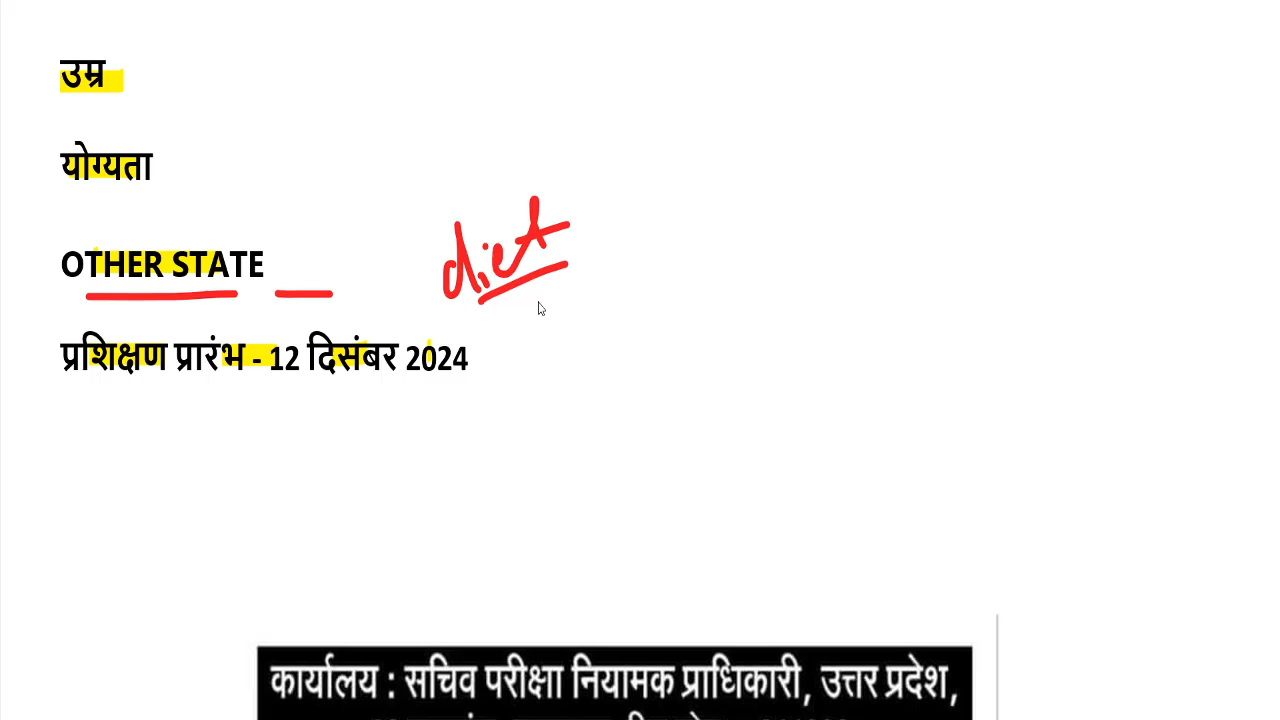 उम्र
योग्यता
OTHER STATE
diet
प्रशिक्षण प्रारंभ - 12 दिसंबर 2024
कार्यालय : सचिव परीक्षा नियामक प्राधिकारी, उत्तर प्रदेश,